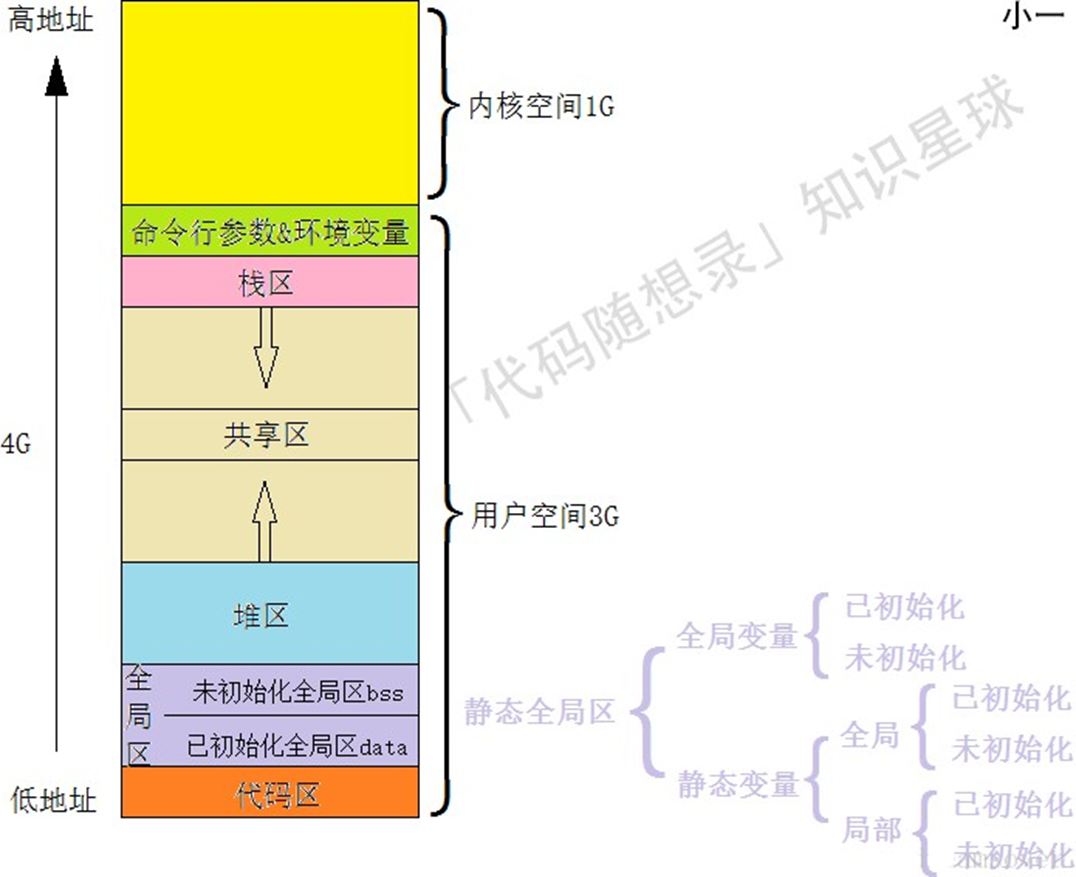 高地址
小一
内核空间1G
「代码随想录」知识星球
命令行参数&环境变量
栈区
共享区
4G
用户空间3G
堆区
全局区
未初始化全局区bss
已初始化全局区data
代码区
低地址
静态全局区
全局变量
已初始化
未初始化
静态变量
全局
已初始化
未初始化
局部
已初始化
未初始化